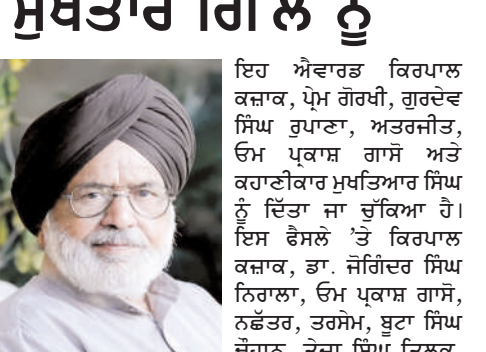 ਮੁਖਤਾਰ ਗਿੱਲ ਨੂੰ
ਇਹ ਐਵਾਰਡ ਕਿਰਪਾਲ
ਕਜ਼ਾਕ, ਪ੍ਰੇਮ ਗੋਰਖੀ, ਗੁਰਦੇਵ
ਸਿੰਘ ਰੁਪਾਣਾ, ਅਤਰਜੀਤ,
ਓਮ ਪ੍ਰਕਾਸ਼ ਗਾਸੋ ਅਤੇ
ਕਹਾਣੀਕਾਰ ਮੁਖਤਿਆਰ ਸਿੰਘ
ਨੂੰ ਦਿੱਤਾ ਜਾ ਚੁੱਕਿਆ ਹੈ।
ਇਸ ਫੈਸਲੇ ’ਤੇ ਕਿਰਪਾਲ
ਕਜ਼ਾਕ, ਡਾ. ਜੋਗਿੰਦਰ ਸਿੰਘ
ਨਿਰਾਲਾ, ਓਮ ਪ੍ਰਕਾਸ਼ ਗਾਸੋ,
ਨਛੱਤਰ, ਤਰਸੇਮ, ਬੂਟਾ ਸਿੰਘ
ਚੌਹਾਨ, ਤੇਜਾ ਸਿੰਘ ਤਿਲਕ,